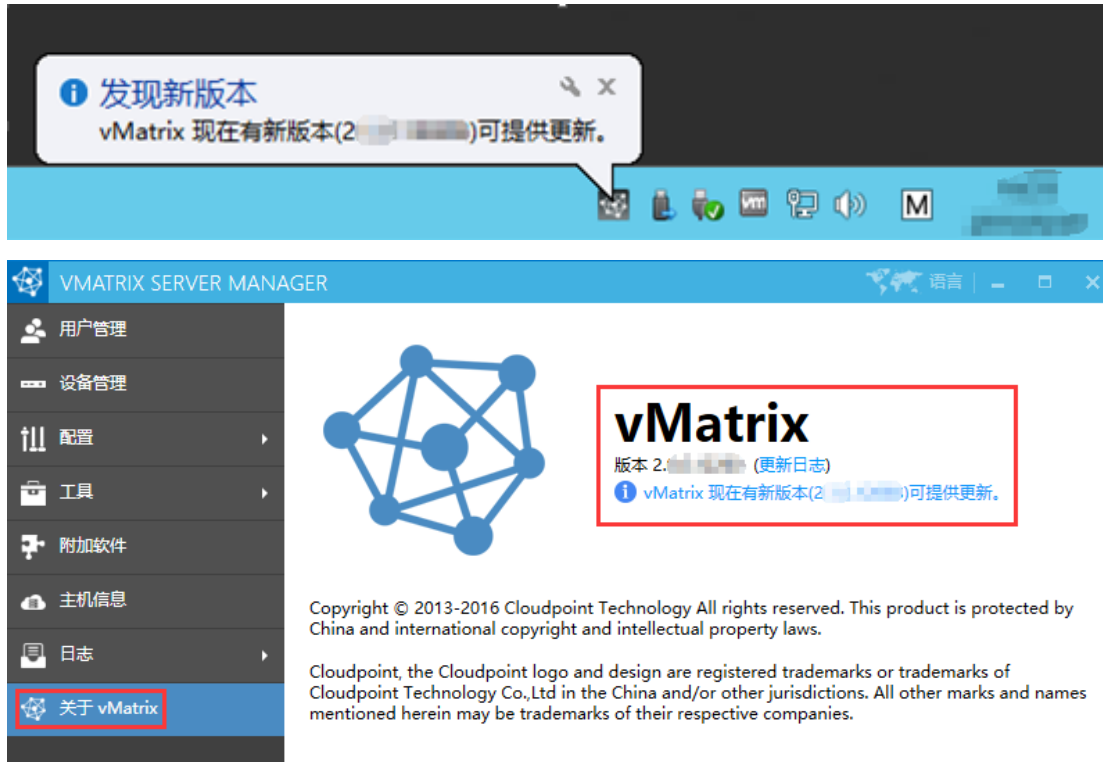 发现新版本
vMatrix 现在有新版本(2 )可提供更新。
vm
M
VMATRIX SERVER MANAGER
语言
用户管理
设备管理
配置
工具
附加软件
主机信息
日志
关于 vMatrix
vMatrix
版本 2. (更新日志)
vMatrix 现在有新版本(2 )可提供更新。
Copyright © 2013-2016 Cloudpoint Technology All rights reserved. This product is protected by
China and international copyright and intellectual property laws.
Cloudpoint, the Cloudpoint logo and design are registered trademarks or trademarks of
Cloudpoint Technology Co.,Ltd in the China and/or other jurisdictions. All other marks and names
mentioned herein may be trademarks of their respective companies.